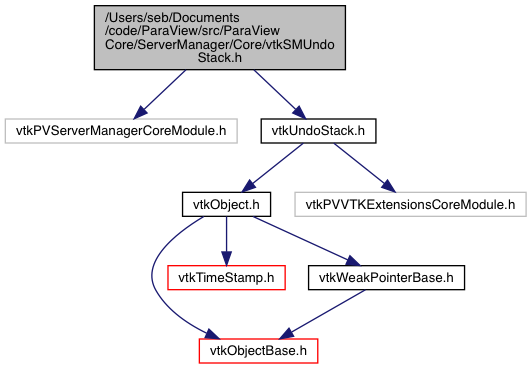 /Users/seb/Documents
/code/ParaView/src/ParaView
Core/ServerManager/Core/vtkSMUndo
Stack.h
vtkPVServerManagerCoreModule.h
vtkUndoStack.h
vtkObject.h
vtkPVVTKExtensionsCoreModule.h
vtkTimeStamp.h
vtkWeakPointerBase.h
vtkObjectBase.h